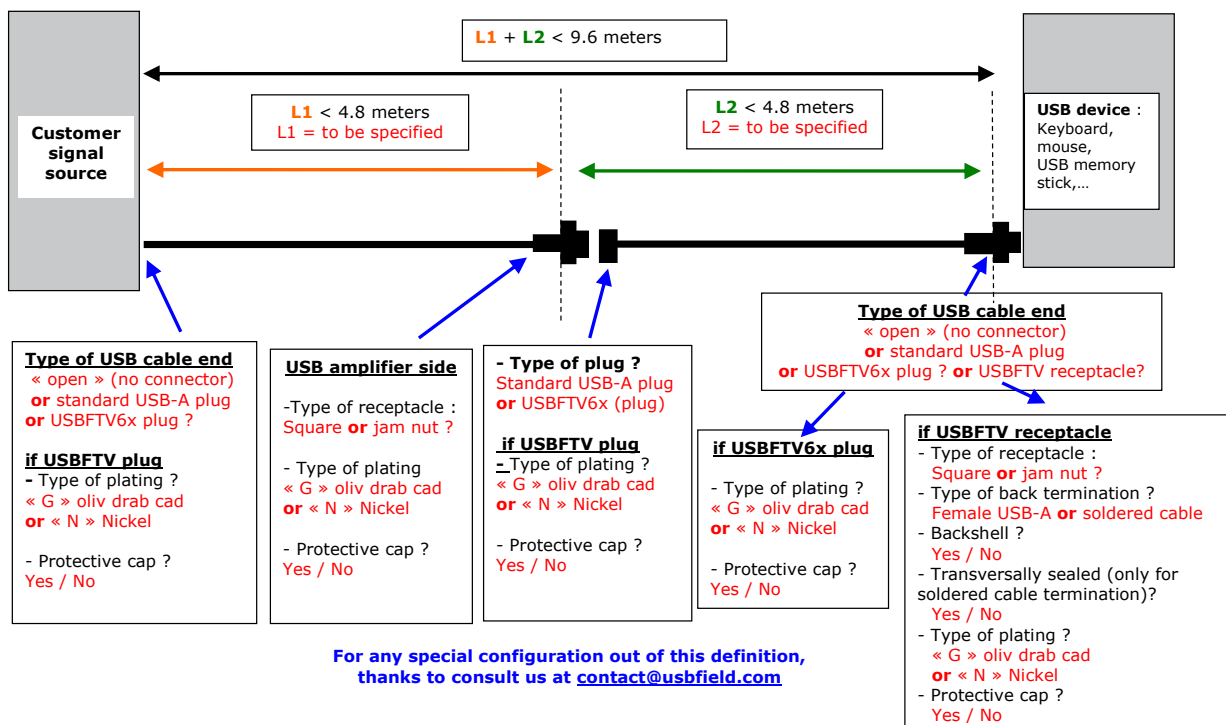 L1 + L2 < 9.6 meters
L1 < 4.8 meters
L1 = to be specified
L2 < 4.8 meters
L2 = to be specified
Customer
signal
source
USB device :
Keyboard,
mouse,
USB memory
stick,…
Type of USB cable end
« open » (no connector)
or standard USB-A plug
or USBFTV6x plug ?
if USBFTV plug
- Type of plating ?
« G » oliv drab cad
or « N » Nickel
- Protective cap ?
Yes / No
USB amplifier side
-Type of receptacle :
Square or jam nut ?
- Type of plating
« G » oliv drab cad
or « N » Nickel
- Protective cap ?
Yes / No
- Type of plug ?
Standard USB-A plug
or USBFTV6x (plug)
if USBFTV plug
- Type of plating ?
« G » oliv drab cad
or « N » Nickel
- Protective cap ?
Yes / No
Type of USB cable end
« open » (no connector)
or standard USB-A plug
or USBFTV6x plug ? or USBFTV receptacle?
if USBFTV6x plug
- Type of plating ?
« G » oliv drab cad
or « N » Nickel
- Protective cap ?
Yes / No
if USBFTV receptacle
- Type of receptacle :
Square or jam nut ?
- Type of back termination ?
Female USB-A or soldered cable
- Backshell ?
Yes / No
- Transversally sealed (only for
soldered cable termination)?
Yes / No
- Type of plating ?
« G » oliv drab cad
or « N » Nickel
- Protective cap ?
Yes / No
For any special configuration out of this definition,
thanks to consult us at contact@usbfield.com